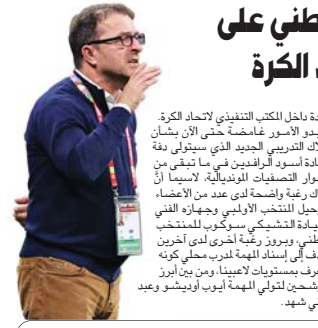 طني على
الكرة
دة داخل المكتب التنفيذي لاتحاد الكرة.
بدو الأمور غامضة حتى الآن بشأن
لاك التدريبي الجديد الذي سيتولى دفة
ادة أسود الرافدين في ما تبقى من
وار التصفيات المونديالية، لاسيما أنَّ
اك رغبة واضحة لدى عدد من الأعضاء
حيل المنتخب الأولمبي وجهازه الفني
يادة التشيكي سوكوب للمنتخب
طني، وبروز رغبة أخرى لدى آخرين
دف إلى إسناد المهمة لمدرب محلي كونه
رف بمستويات لاعبينا، ومن بين أبرز
شحين لتولي المهمة أيوب أوديشو وعبد
ي شهد.